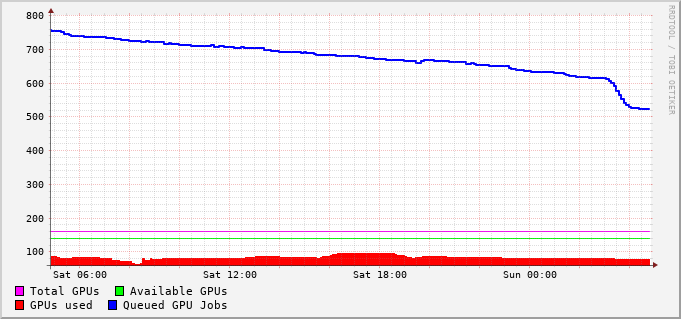 800
700
600
500
400
300
200
100
Sat 06:00 Sat 12:00 Sat 18:00 Sun 00:00
Total GPUs Available GPUs
GPUs used Queued GPU Jobs
RRDTOOL / TOBI OETIKER